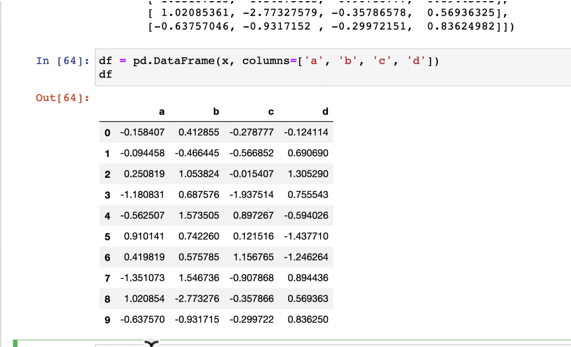 [ 1.02085361, -2.77327579, -0.35786578, 0.56936325],
[-0.63757046, -0.9317152 , -0.29972151, 0.83624982]])
In [64]: df = pd.DataFrame(x, columns=['a', 'b', 'c', 'd'])
df
Out[64]:
a b c d
0 -0.158407 0.412855 -0.278777 -0.124114
1 -0.094458 -0.466445 -0.566852 0.690690
2 0.250819 1.053824 -0.015407 1.305290
3 -1.180831 0.687576 -1.937514 0.755543
4 -0.562507 1.573505 0.897267 -0.594026
5 0.910141 0.742260 0.121516 -1.437710
6 0.419819 0.575785 1.156765 -1.246264
7 -1.351073 1.546736 -0.907868 0.894436
8 1.020854 -2.773276 -0.357866 0.569363
9 -0.637570 -0.931715 -0.299722 0.836250